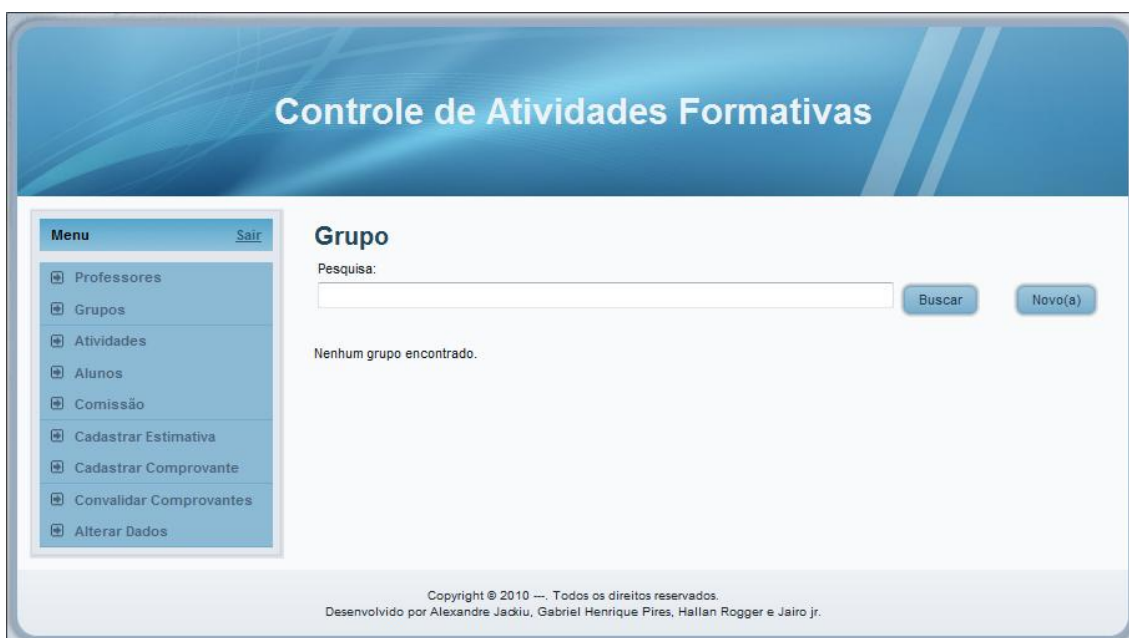 Controle de Atividades Formativas
Menu
Sair
Professores
Grupos
Atividades
Alunos
Comissão
Cadastrar Estimativa
Cadastrar Comprovante
Convalidar Comprovantes
Alterar Dados
Grupo
Pesquisa:
Buscar
Novo(a)
Nenhum grupo encontrado.
Copyright © 2010 ---. Todos os direitos reservados.
Desenvolvido por Alexandre Jackiu, Gabriel Henrique Pires, Hallan Rogger e Jairo jr.